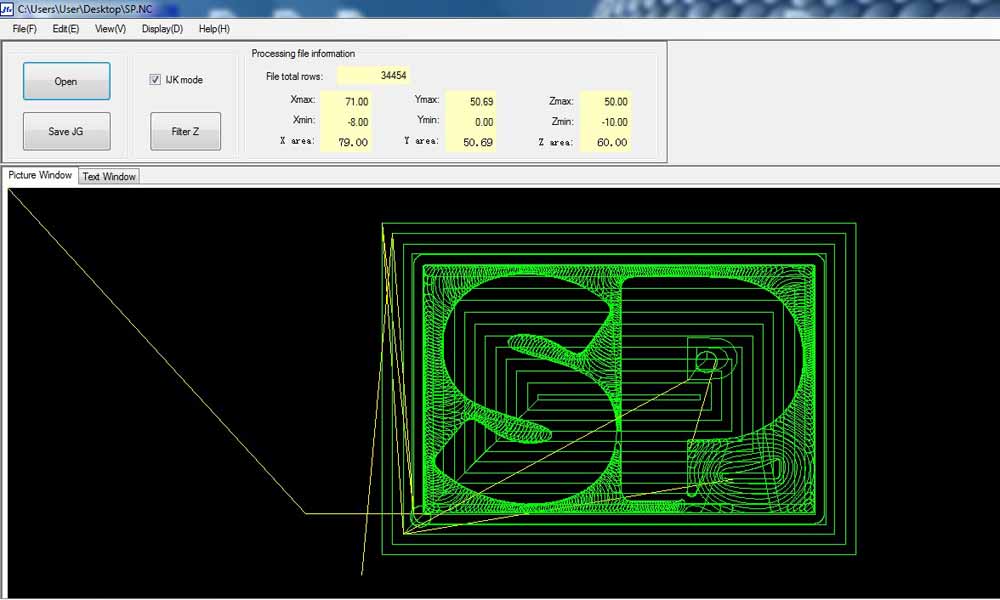 C:\Users\User\Desktop\SP.NC
File(F) Edit(E) View(V) Display(D) Help(H)
Open
Save JG
IJK mode
Filter Z
Processing file information
File total rows: 34454
Xmax: 71.00 Ymax: 50.69 Zmax: 50.00
Xmin: -8.00 Ymin: 0.00 Zmin: -10.00
X area: 79.00 Y area: 50.69 Z area: 60.00
Picture Window Text Window
SP